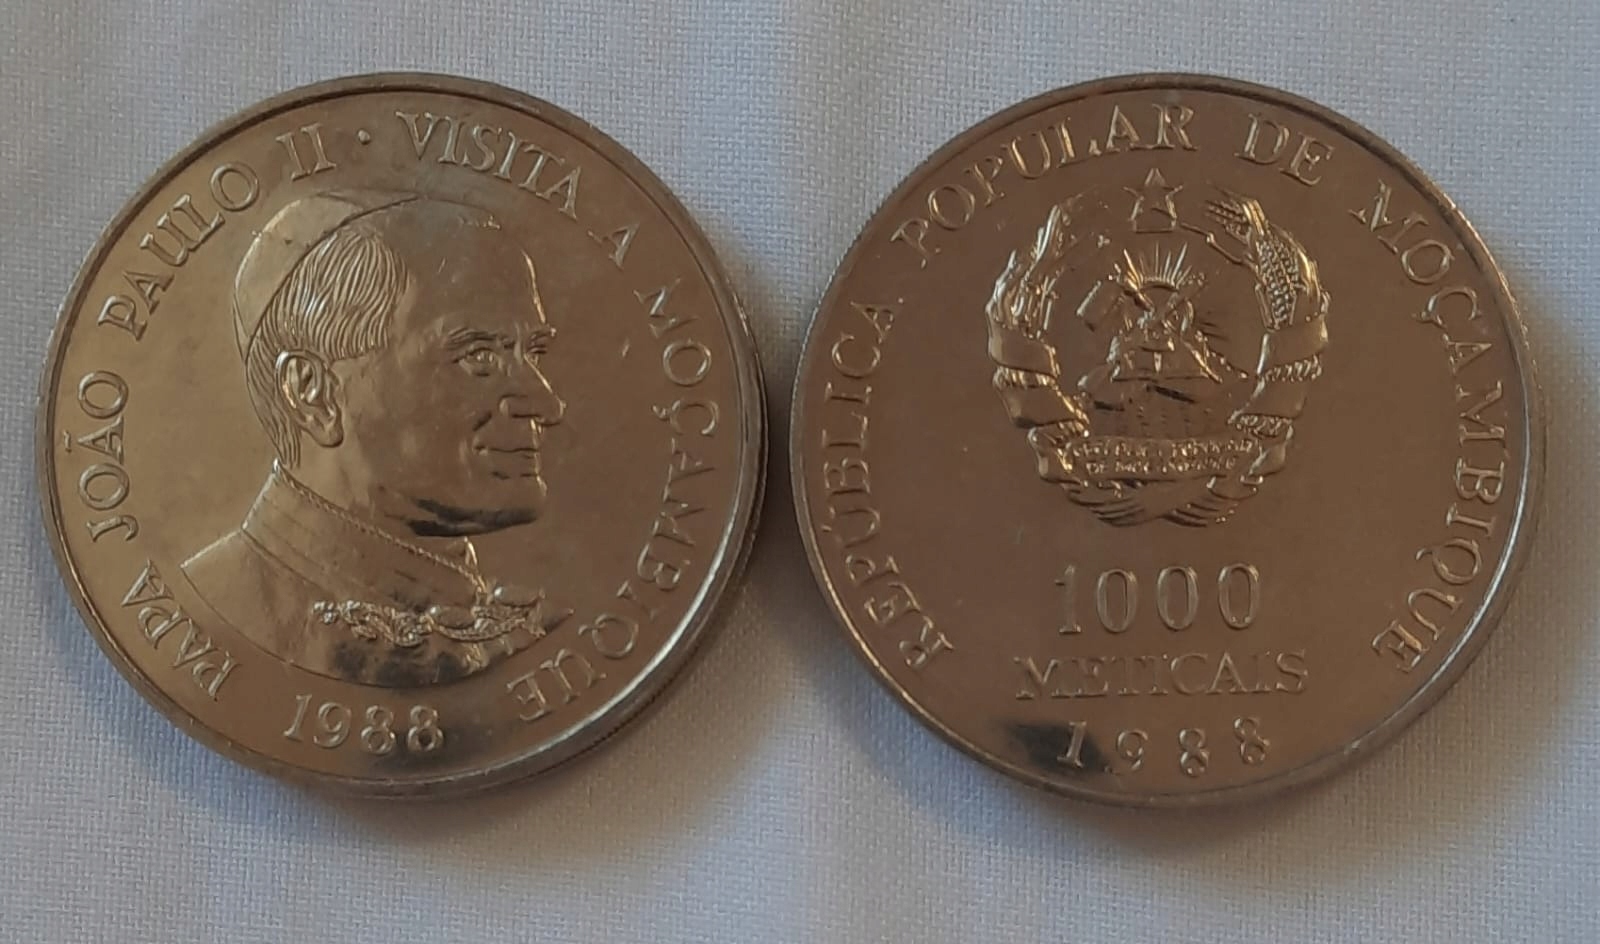 PAPA JOÃO PAULO II · VISITA A MOÇAMBIQUE
1988
REPÚBLICA POPULAR DE MOÇAMBIQUE
1000
METICAIS
1988